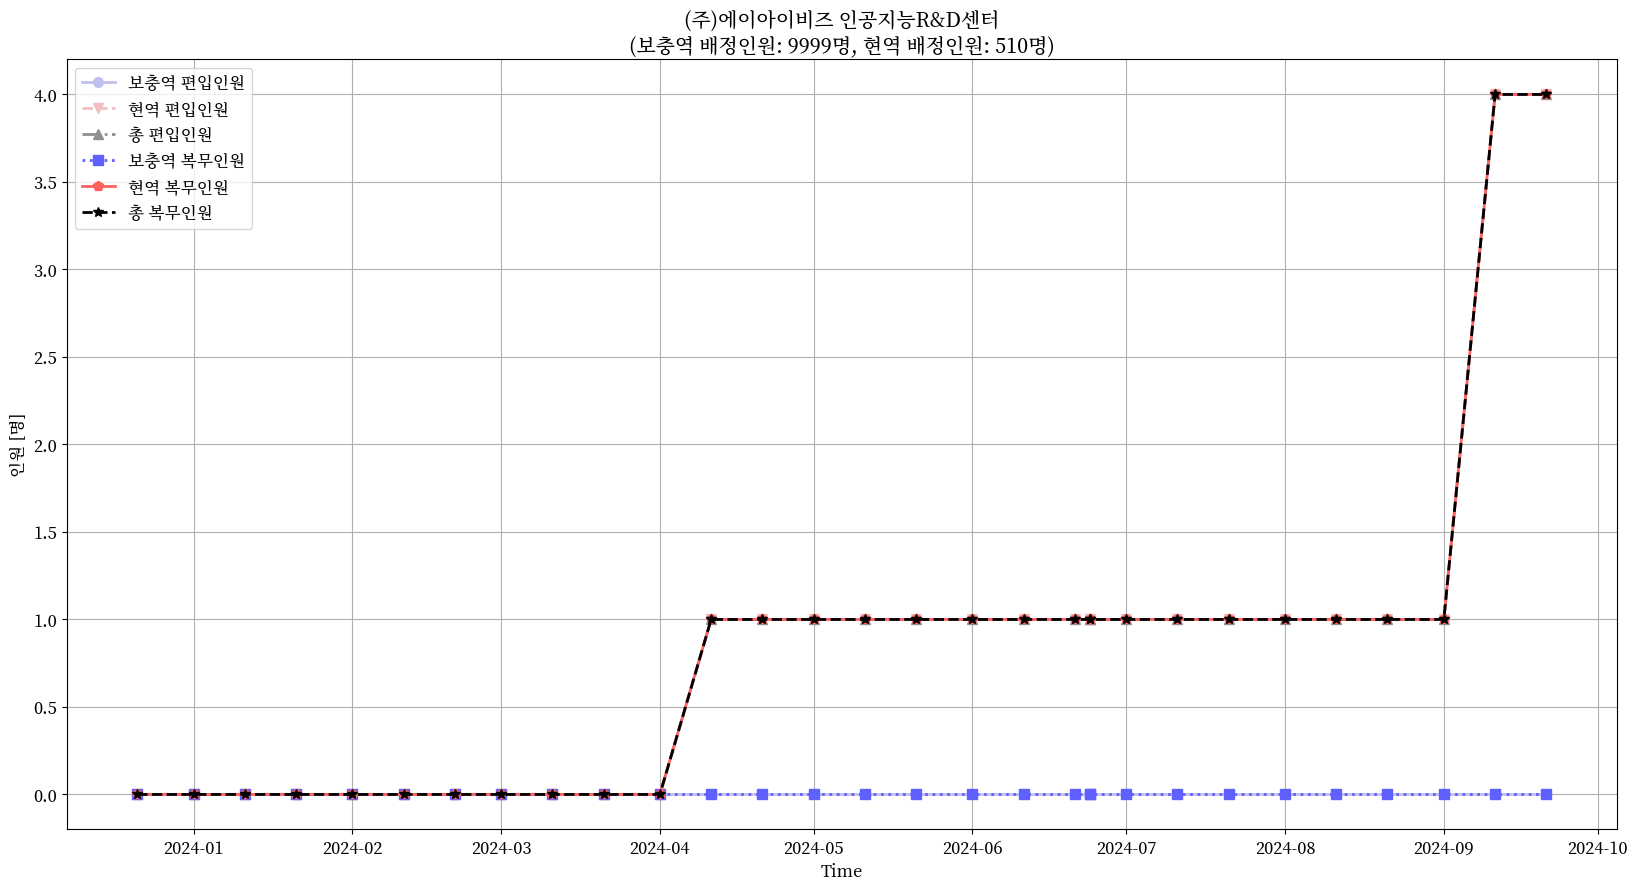 (주)에이아이비즈 인공지능R&D센터
(보충역 배정인원: 9999명, 현역 배정인원: 510명)
보충역 편입인원
현역 편입인원
총 편입인원
보충역 복무인원
현역 복무인원
총 복무인원
4.0
3.5
3.0
2.5
2.0
1.5
1.0
0.5
0.0
인원 [명]
2024-01 2024-02 2024-03 2024-04 2024-05 2024-06 2024-07 2024-08 2024-09 2024-10
Time